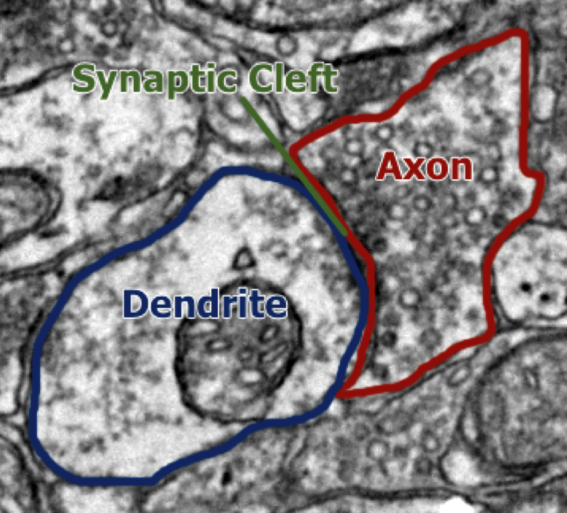 Synaptic Cleft
Axon
Dendrite